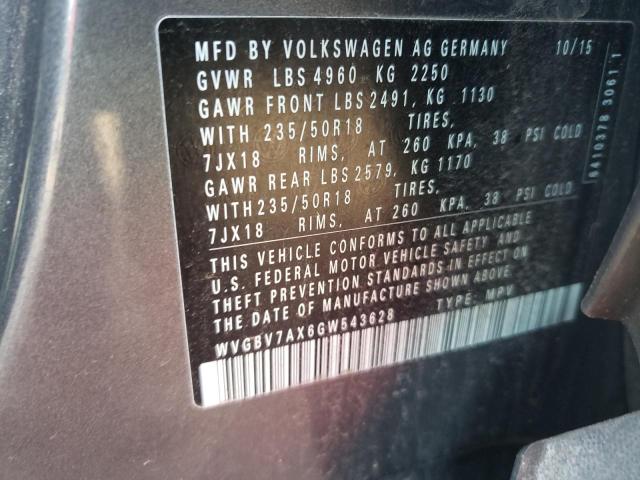 MFD BY VOLKSWAGEN AG GERMANY 10/15
GVWR LBS 4960 KG 2250
GAWR FRONT LBS 2491, KG 1130
WITH 235/50R18 TIRES,
7JX18 RIMS, AT 260 KPA, 38 PSI COLD
GAWR REAR LBS 2579, KG 1170
WITH 235/50R18 TIRES,
7JX18 RIMS, AT 260 KPA, 38 PSI COLD
THIS VEHICLE CONFORMS TO ALL APPLICABLE
U.S. FEDERAL MOTOR VEHICLE SAFETY AND
THEFT PREVENTION STANDARDS IN EFFECT ON
THE DATE OF MANUFACTURE SHOWN ABOVE.
WVGBV7AX6GW543628 TYPE: MPV